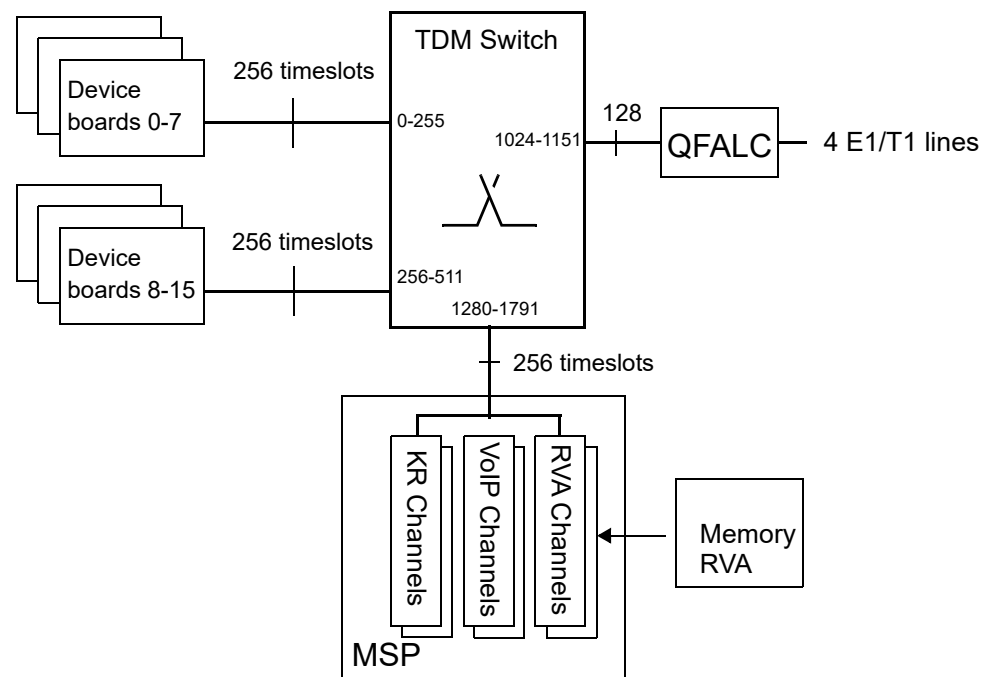 TDM Switch
Device
boards 0-7
256 timeslots
0-255
1024-1151
128
QFALC
4 E1/T1 lines
Device
boards 8-15
256 timeslots
256-511
1280-1791
256 timeslots
KR Channels
VoIP Channels
RVA Channels
Memory
RVA
MSP